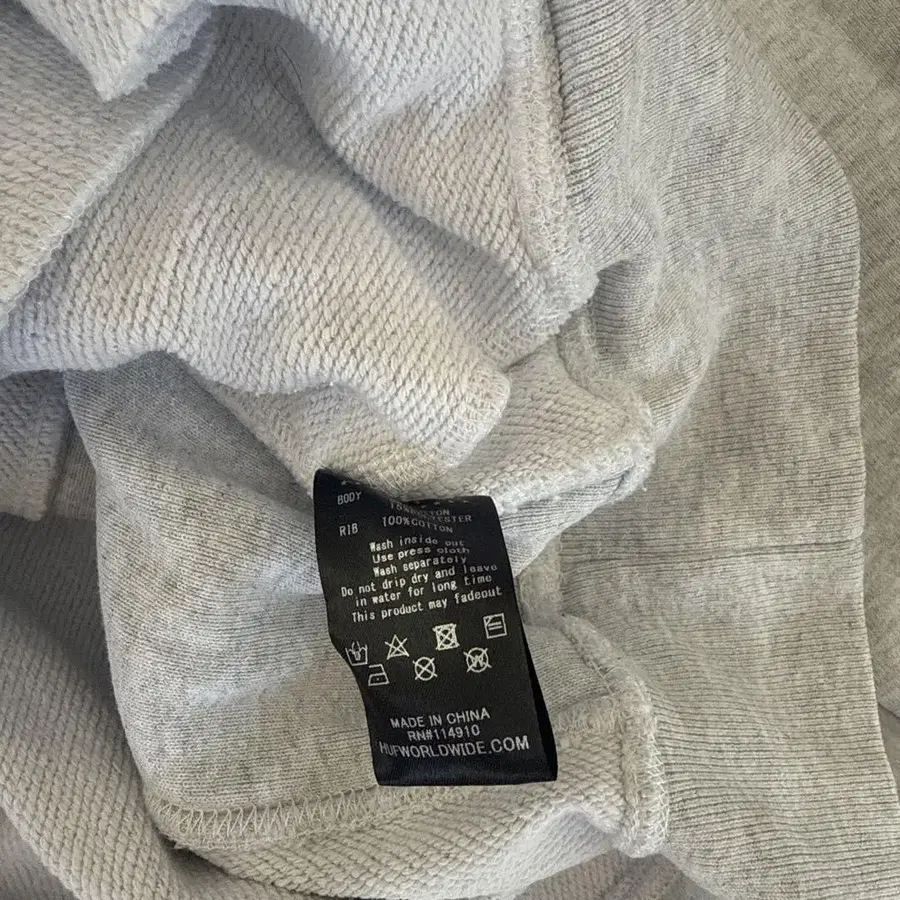 BODY
15%
RIB 100%COTTON
Wash inside out
Use press cloth
Wash separately
Do not drip dry and leave
in water for long time
This product may fadeout
MADE IN CHINA
RN#114910
HUFWORLDWIDE.COM